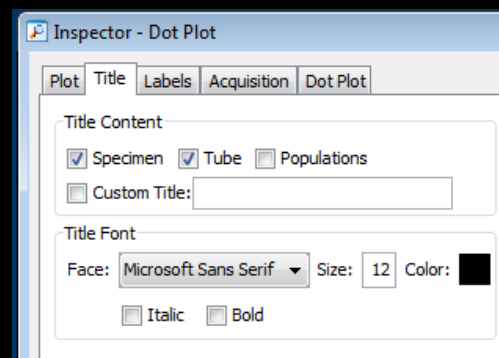 Inspector - Dot Plot
Plot Title Labels Acquisition Dot Plot
Title Content
Specimen Tube Populations
Custom Title:
Title Font
Face: Microsoft Sans Serif Size: 12 Color:
Italic Bold